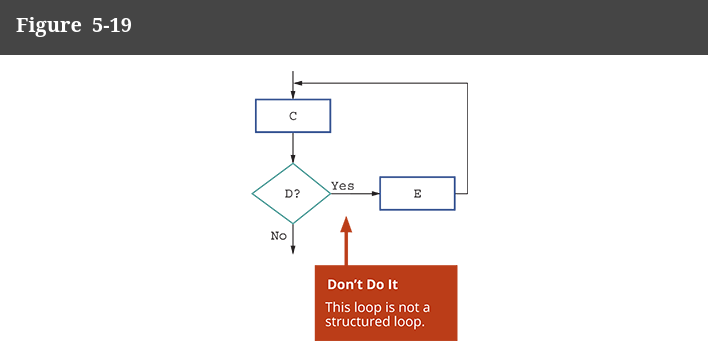 Figure 5-19
C
D?
Yes
E
No
Don't Do It
This loop is not a
structured loop.